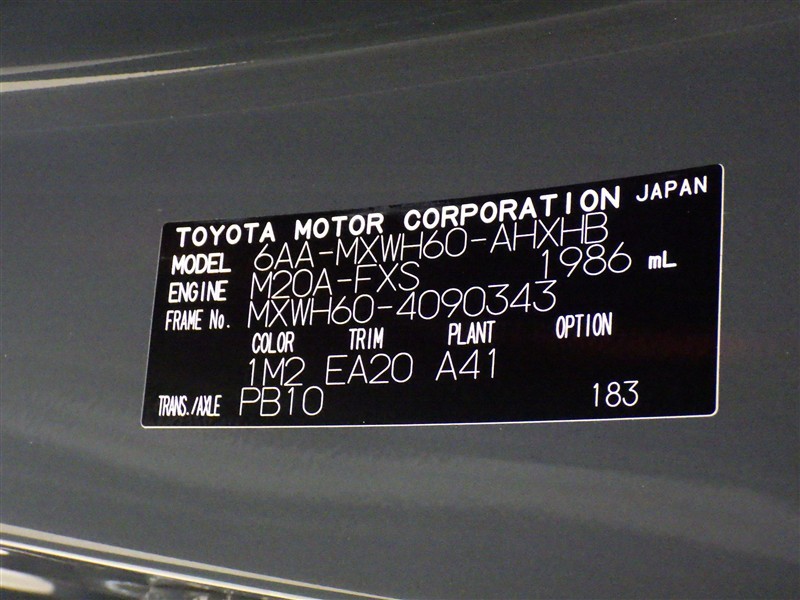 TOYOTA MOTOR CORPORATION JAPAN
MODEL 6AA-MXWH60-AHXHB
ENGINE M20A-FXS 1986 mL
FRAME No. MXWH60-4090343
COLOR TRIM PLANT OPTION
1M2 EA20 A41
TRANS./AXLE PB10 183